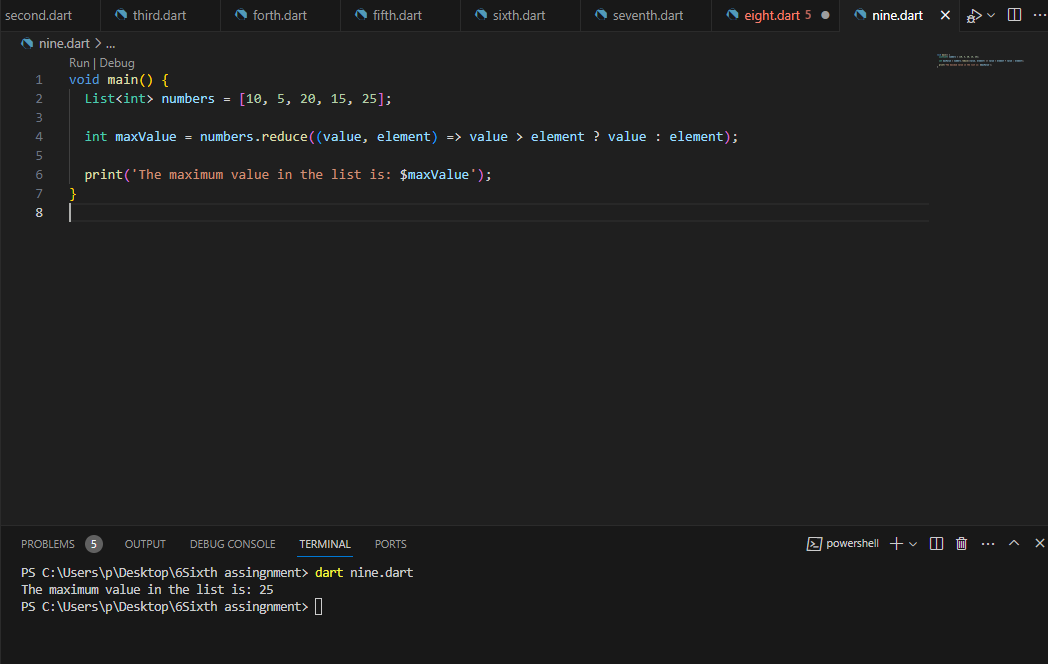 second.dart third.dart forth.dart fifth.dart sixth.dart seventh.dart eight.dart 5 nine.dart
nine.dart > ...
Run | Debug
1 void main() {
2 List<int> numbers = [10, 5, 20, 15, 25];
3
4 int maxValue = numbers.reduce((value, element) => value > element ? value : element);
5
6 print('The maximum value in the list is: $maxValue');
7 }
8
PROBLEMS 5 OUTPUT DEBUG CONSOLE TERMINAL PORTS powershell
PS C:\Users\p\Desktop\6Sixth assingnment> dart nine.dart
The maximum value in the list is: 25
PS C:\Users\p\Desktop\6Sixth assingnment>